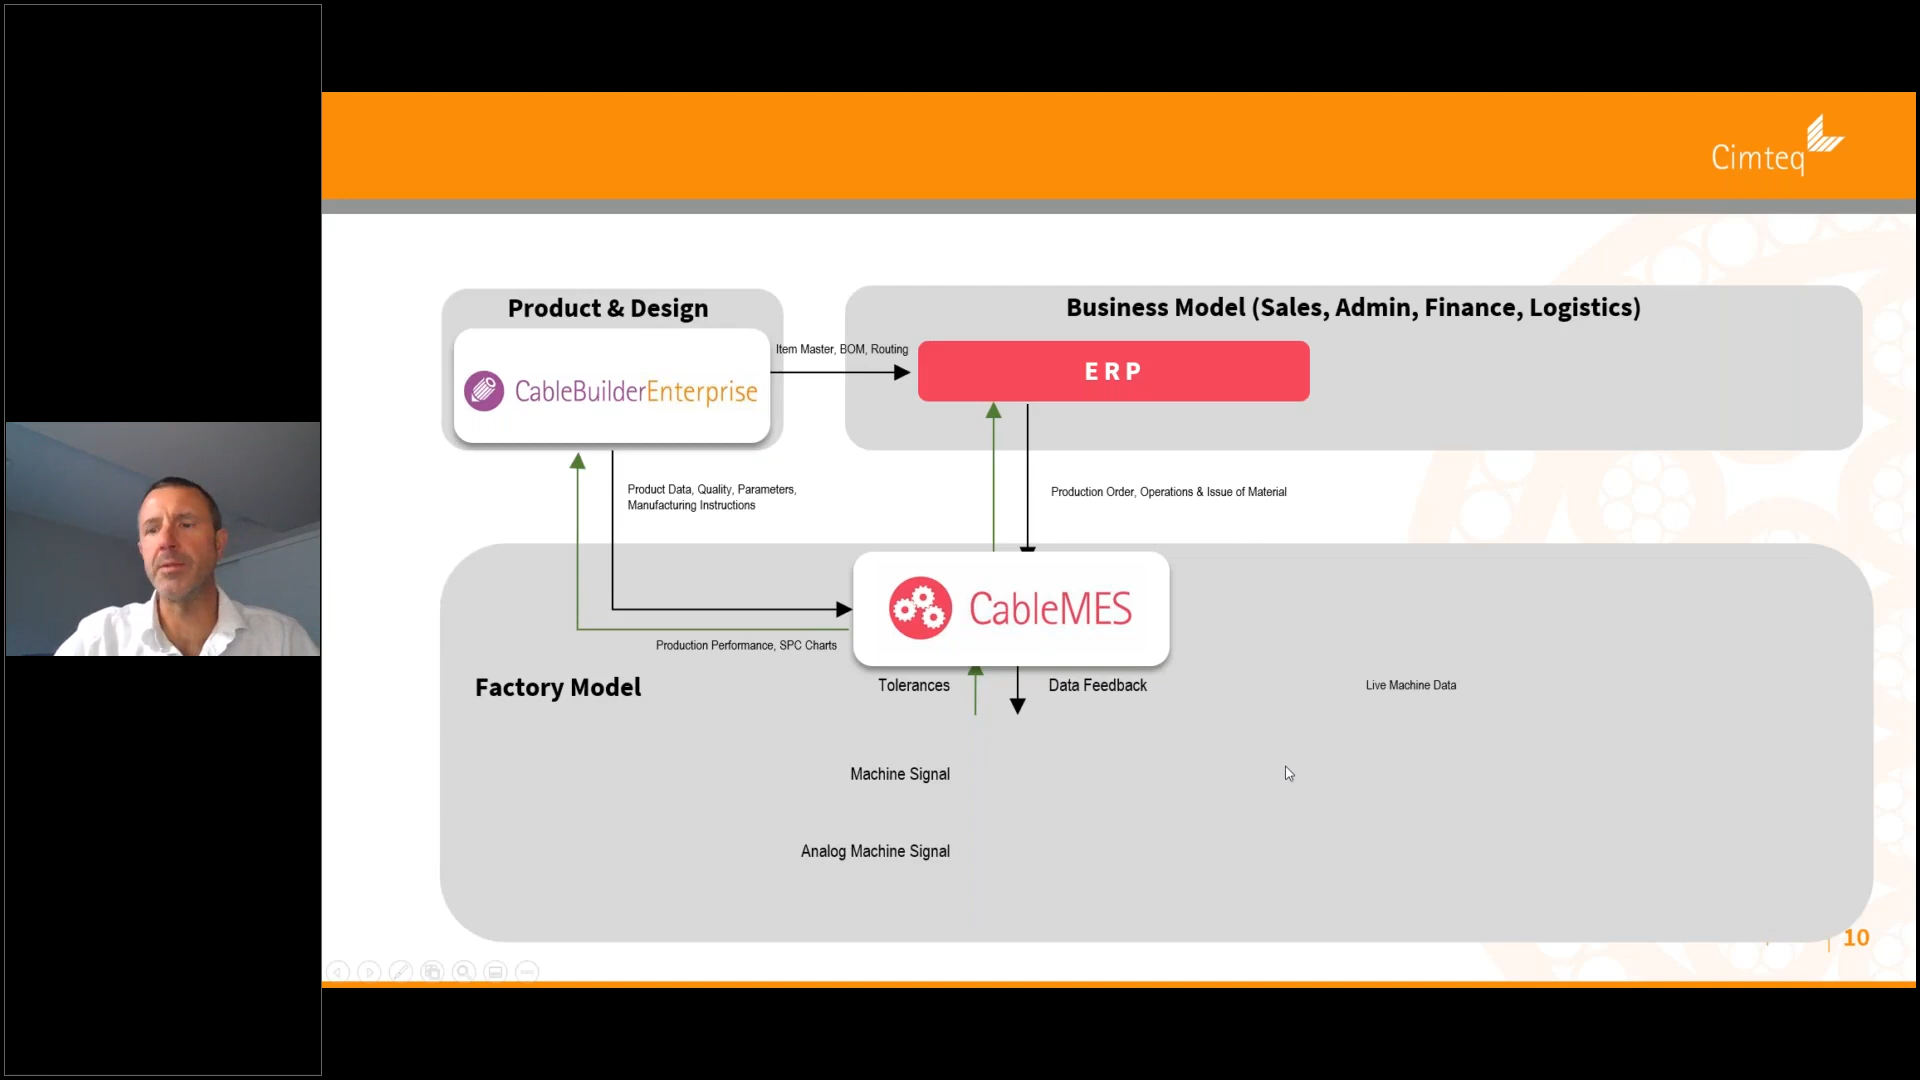 Cimteq
Product & Design
Business Model (Sales, Admin, Finance, Logistics)
Item Master, BOM, Routing
ERP
CableBuilderEnterprise
Product Data, Quality, Parameters,
Manufacturing Instructions
Production Order, Operations & Issue of Material
CableMES
Production Performance, SPC Charts
Factory Model
Tolerances
Data Feedback
Live Machine Data
Machine Signal
Analog Machine Signal
10